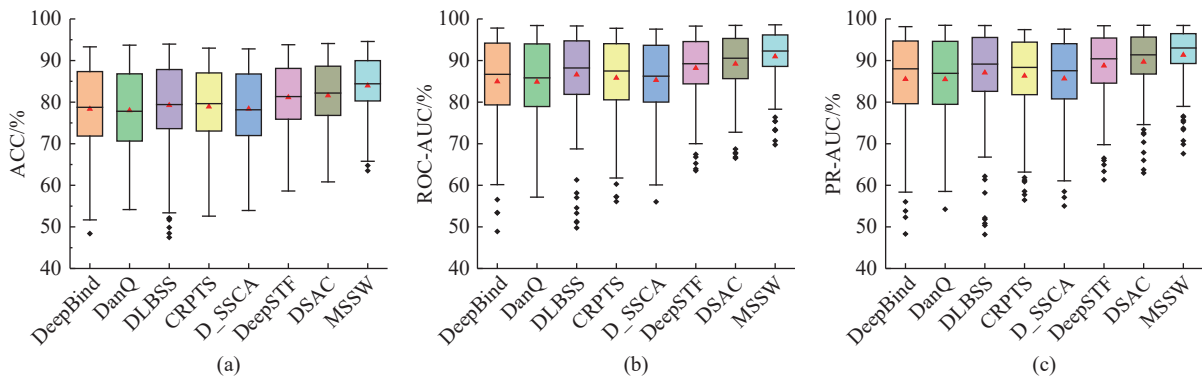 100
90
80
70
60
50
40
ACC/%
DeepBind
DanQ
DLBSS
CRPTS
D_SSCA
DeepSTF
DSAC
MSSW
(a)
100
90
80
70
60
50
40
ROC-AUC/%
DeepBind
DanQ
DLBSS
CRPTS
D_SSCA
DeepSTF
DSAC
MSSW
(b)
100
90
80
70
60
50
40
PR-AUC/%
DeepBind
DanQ
DLBSS
CRPTS
D_SSCA
DeepSTF
DSAC
MSSW
(c)